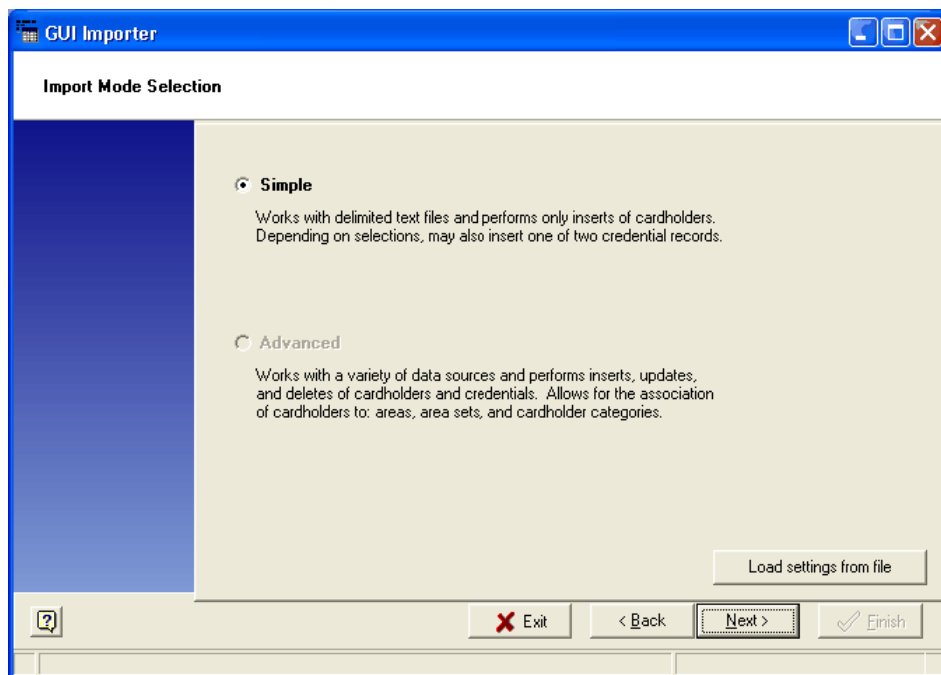 GUI Importer
Import Mode Selection
Simple
Works with delimited text files and performs only inserts of cardholders.
Depending on selections, may also insert one of two credential records.
Advanced
Works with a variety of data sources and performs inserts, updates,
and deletes of cardholders and credentials. Allows for the association
of cardholders to: areas, area sets, and cardholder categories.
Load settings from file
Exit
< Back
Next >
Finish